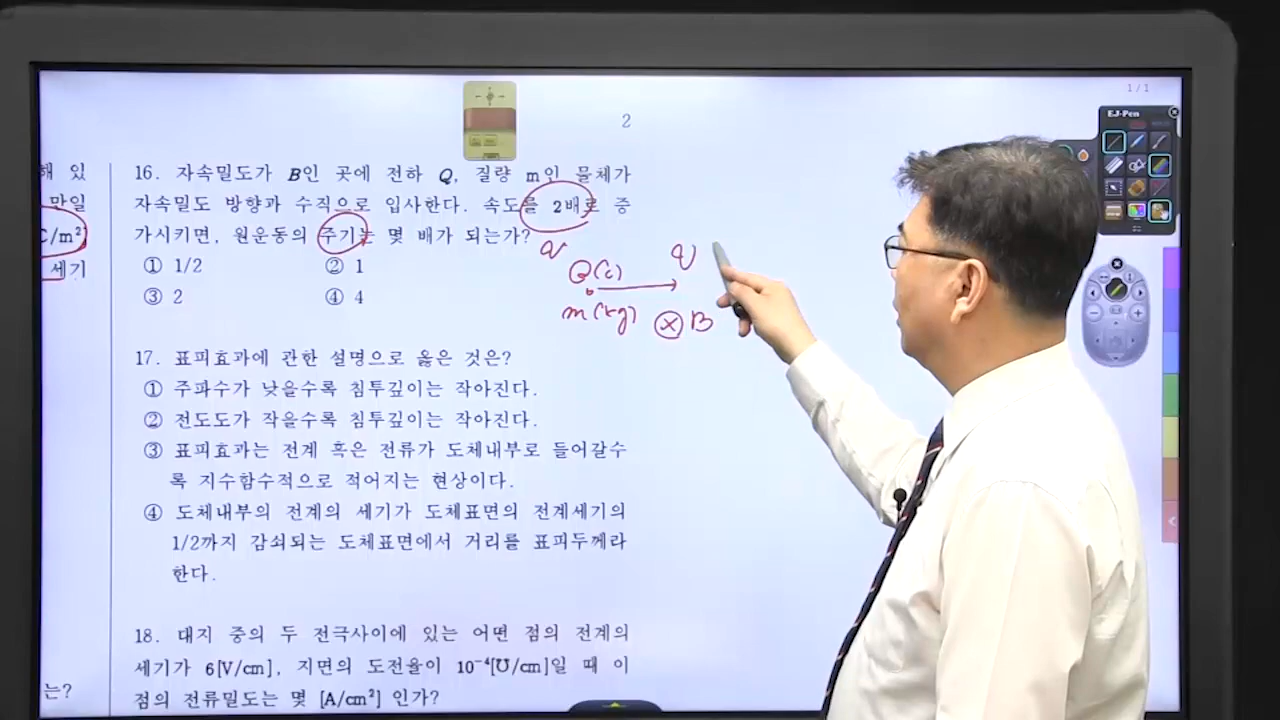 1/1
EJ-Pen
2
해 있
만일
C/m²]
세기
는?
16. 자속밀도가 B인 곳에 전하 Q, 질량 m인 물체가
자속밀도 방향과 수직으로 입사한다. 속도를 2배로 증
가시키면, 원운동의 주기는 몇 배가 되는가?
① 1/2 ② 1
③ 2 ④ 4
v
Q(c) v
m(kg) B
17. 표피효과에 관한 설명으로 옳은 것은?
① 주파수가 낮을수록 침투깊이는 작아진다.
② 전도도가 작을수록 침투깊이는 작아진다.
③ 표피효과는 전계 혹은 전류가 도체내부로 들어갈수
록 지수함수적으로 적어지는 현상이다.
④ 도체내부의 전계의 세기가 도체표면의 전계세기의
1/2까지 감쇠되는 도체표면에서 거리를 표피두께라
한다.
18. 대지 중의 두 전극사이에 있는 어떤 점의 전계의
세기가 6[V/cm], 지면의 도전율이 10⁻⁴[℧/cm]일 때 이
점의 전류밀도는 몇 [A/cm²] 인가?